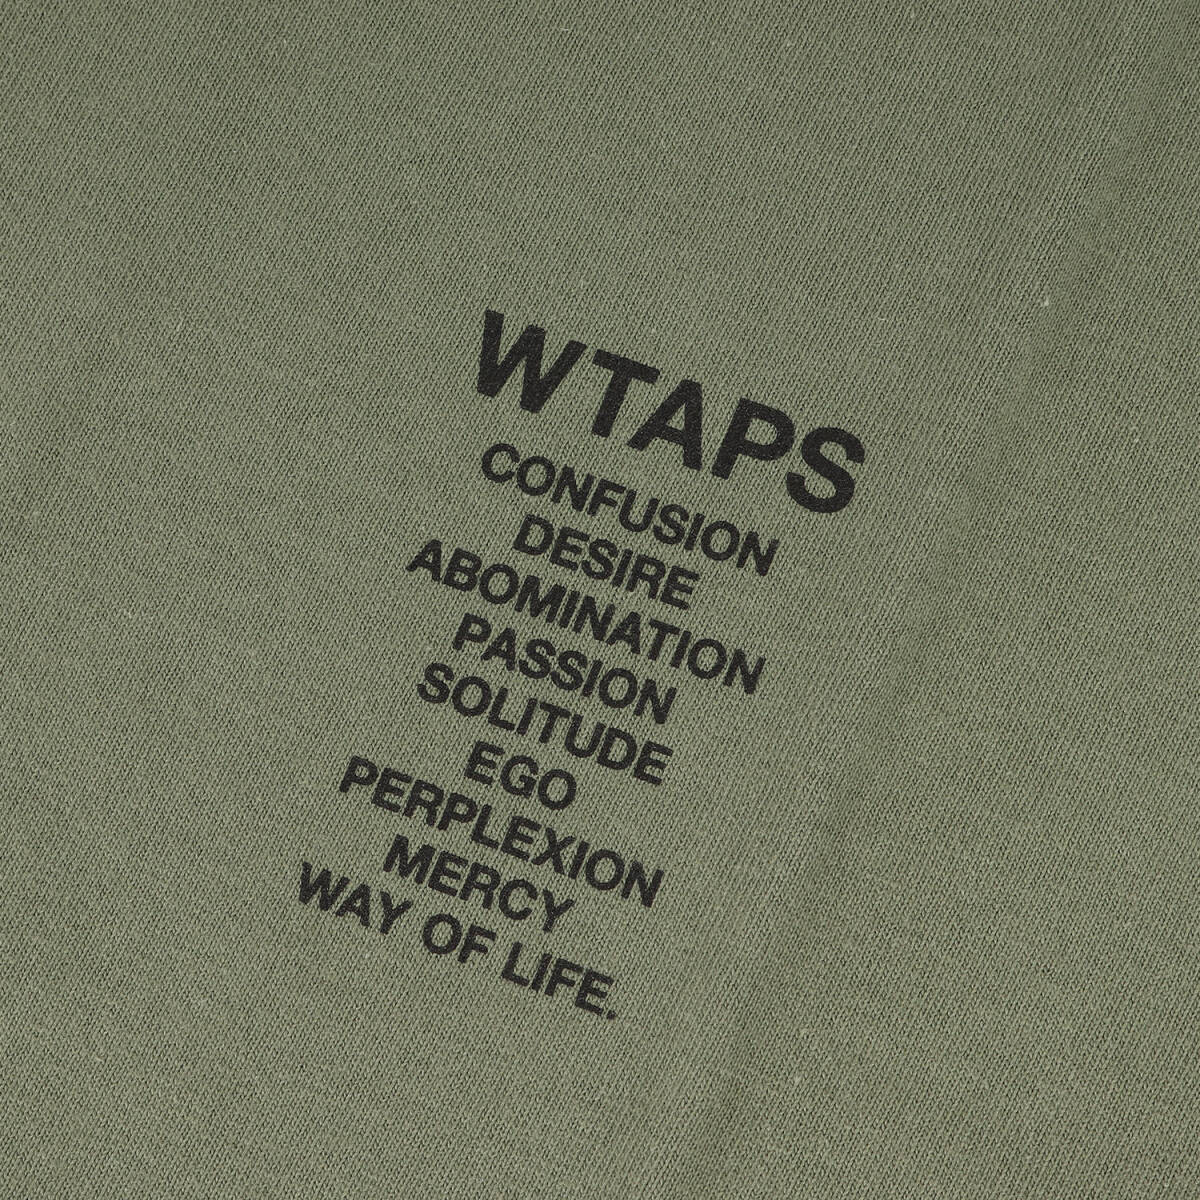 WTAPS
CONFUSION
DESIRE
ABOMINATION
PASSION
SOLITUDE
EGO
PERPLEXION
MERCY
WAY OF LIFE.